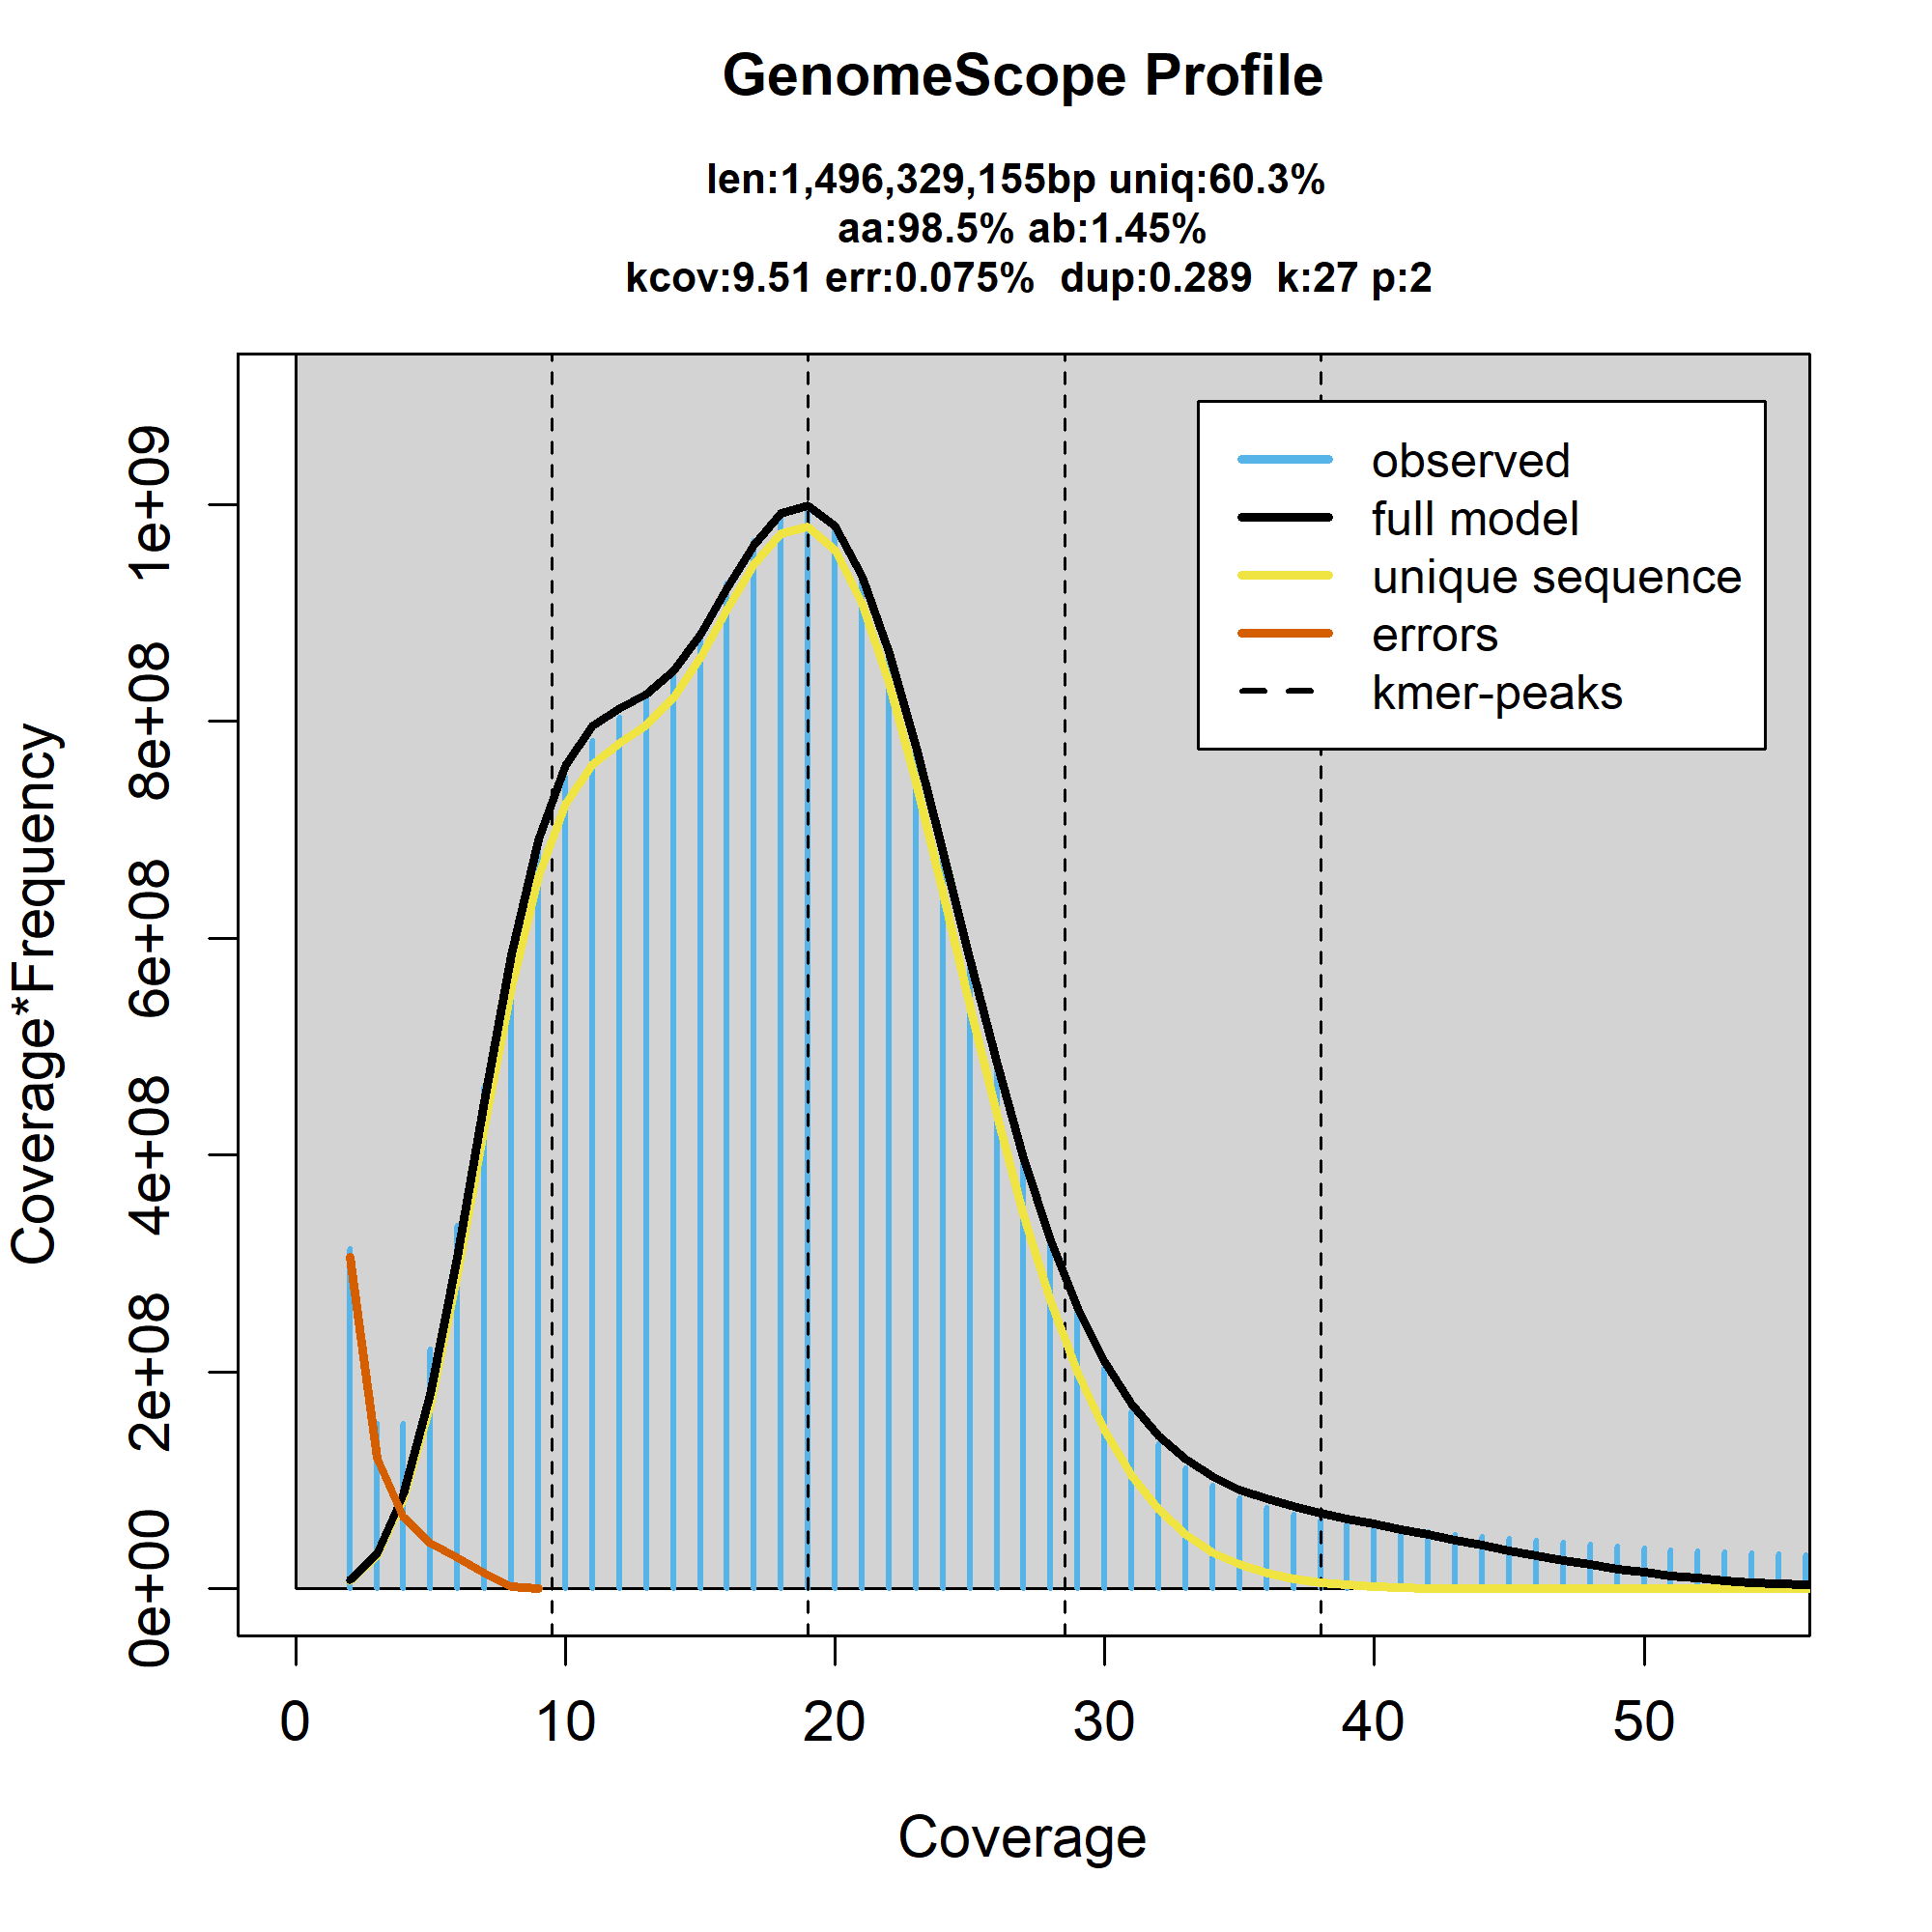 GenomeScope Profile
len:1,496,329,155bp uniq:60.3%
aa:98.5% ab:1.45%
kcov:9.51 err:0.075% dup:0.289 k:27 p:2
observed
full model
unique sequence
errors
kmer-peaks
Coverage*Frequency
1e+09
8e+08
6e+08
4e+08
2e+08
0e+00
0 10 20 30 40 50
Coverage